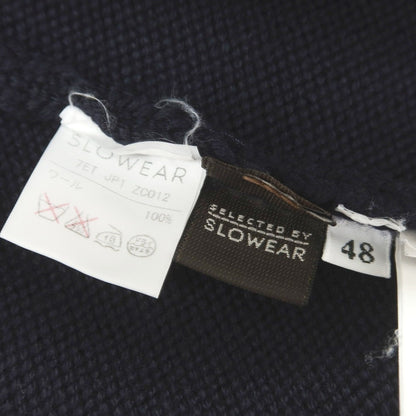 SLOWEAR
7ET JP1 ZC012
ウール
100%
SELECTED BY
SLOWEAR
48